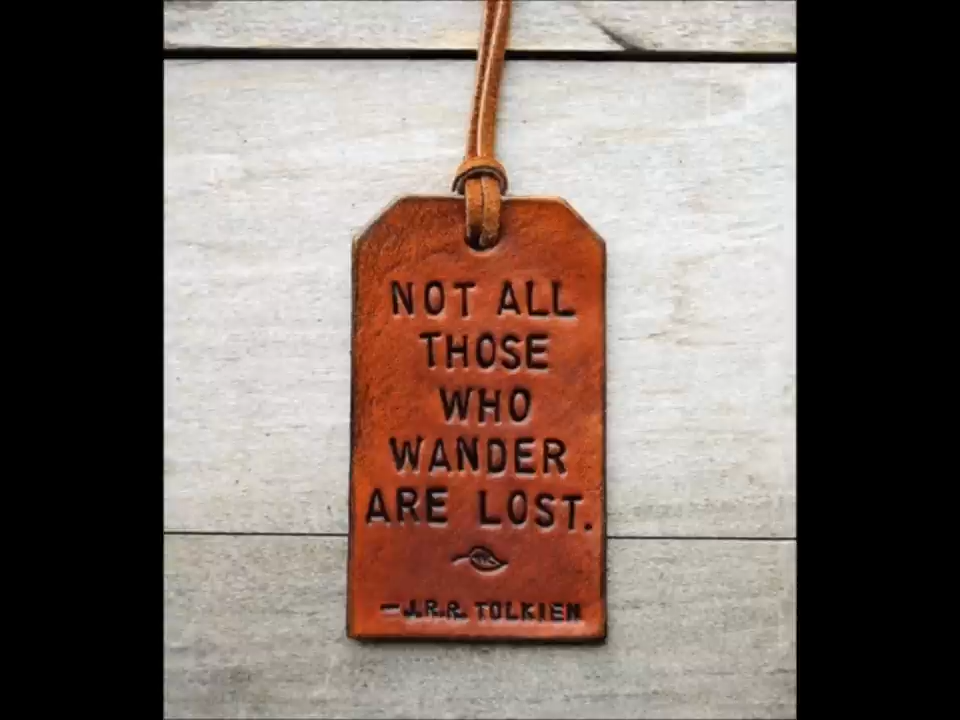 NOT ALL
THOSE
WHO
WANDER
ARE LOST.
—J.R.R. TOLKIEN